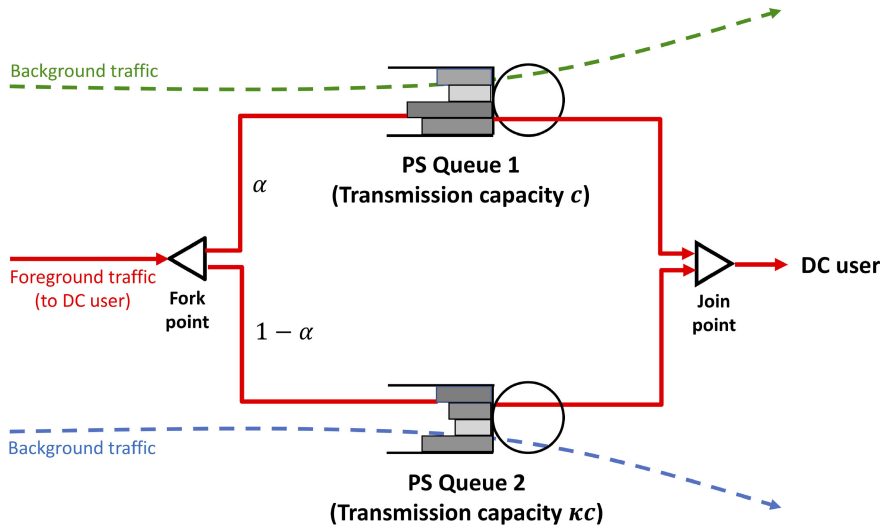 Background traffic
PS Queue 1
(Transmission capacity c)
α
Foreground traffic
(to DC user)
Fork
point
Join
point
DC user
1 − α
Background traffic
PS Queue 2
(Transmission capacity κc)